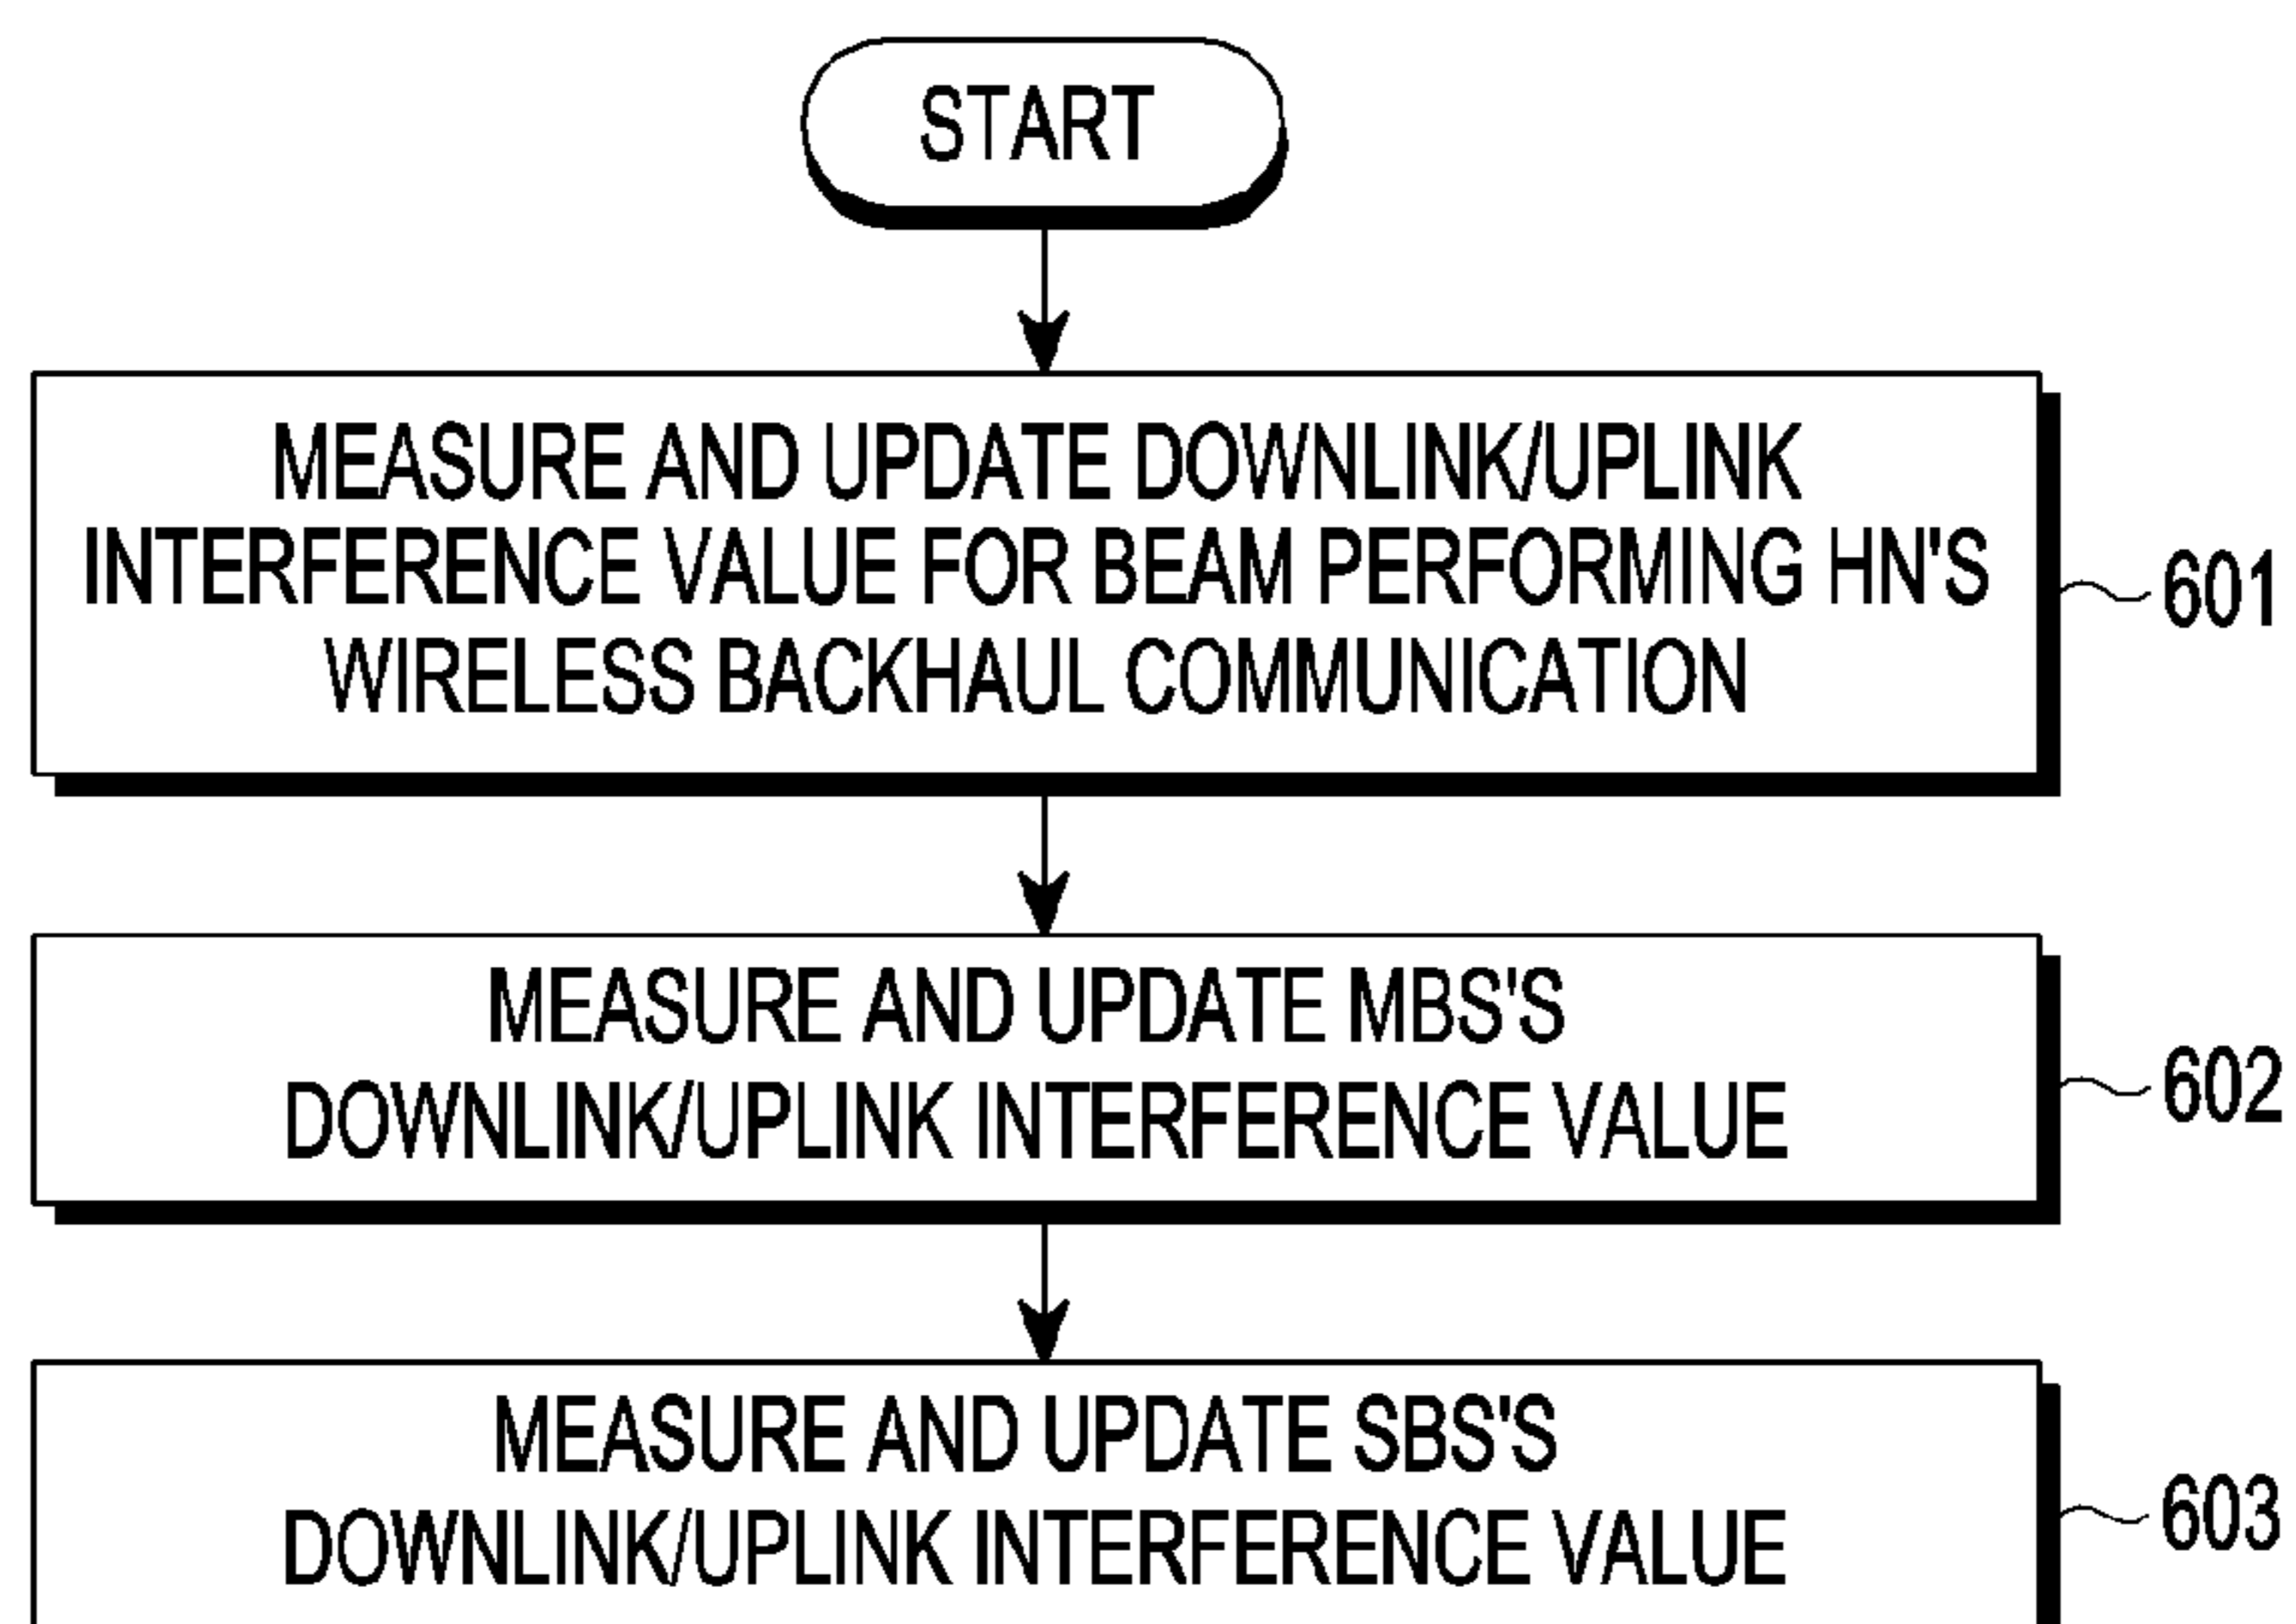 START
MEASURE AND UPDATE DOWNLINK/UPLINK
INTERFERENCE VALUE FOR BEAM PERFORMING HN'S
WIRELESS BACKHAUL COMMUNICATION
601
MEASURE AND UPDATE MBS'S
DOWNLINK/UPLINK INTERFERENCE VALUE
602
MEASURE AND UPDATE SBS'S
DOWNLINK/UPLINK INTERFERENCE VALUE
603